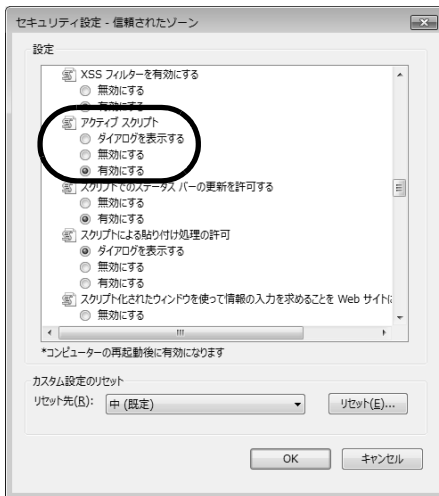 セキュリティ設定 - 信頼されたゾーン
設定
XSS フィルターを有効にする
無効にする
有効にする
アクティブ スクリプト
ダイアログを表示する
無効にする
有効にする
スクリプトでのステータス バーの更新を許可する
無効にする
有効にする
スクリプトによる貼り付け処理の許可
ダイアログを表示する
無効にする
有効にする
スクリプト化されたウィンドウを使って情報の入力を求めることを Web サイトに
無効にする
*コンピューターの再起動後に有効になります
カスタム設定のリセット
リセット先(R): 中 (既定) リセット(E)...
OK キャンセル